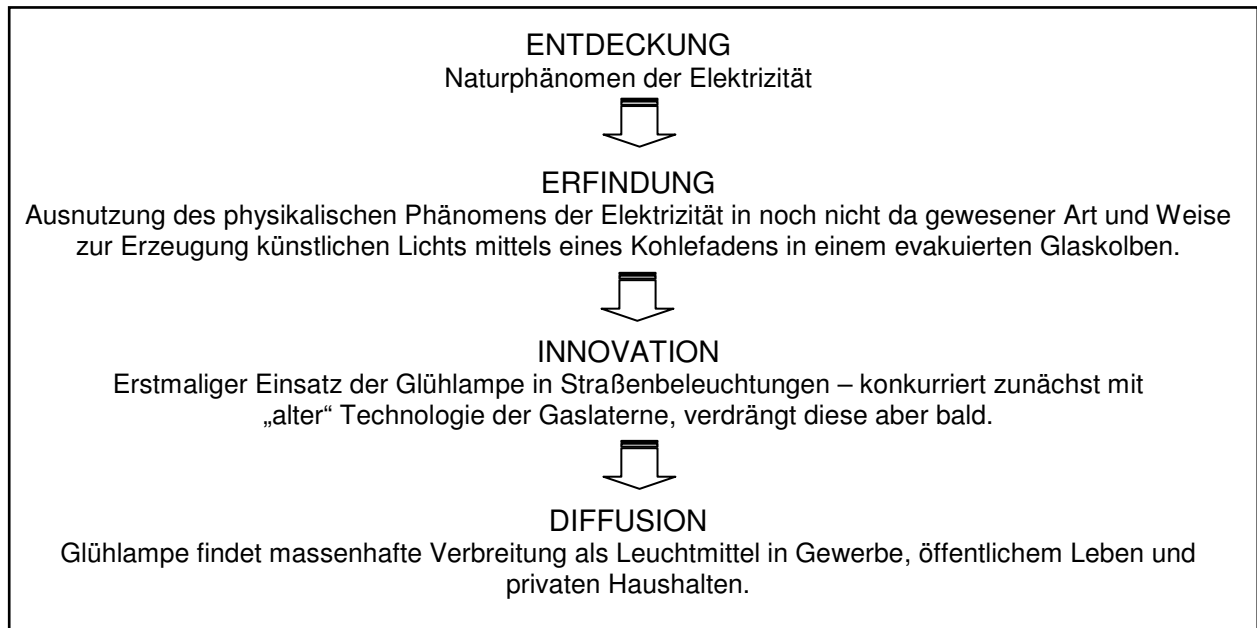 ENTDECKUNG
Naturphänomen der Elektrizität
ERFINDUNG
Ausnutzung des physikalischen Phänomens der Elektrizität in noch nicht da gewesener Art und Weise
zur Erzeugung künstlichen Lichts mittels eines Kohlefadens in einem evakuierten Glaskolben.
INNOVATION
Erstmaliger Einsatz der Glühlampe in Straßenbeleuchtungen – konkurriert zunächst mit
„alter“ Technologie der Gaslaterne, verdrängt diese aber bald.
DIFFUSION
Glühlampe findet massenhafte Verbreitung als Leuchtmittel in Gewerbe, öffentlichem Leben und
privaten Haushalten.